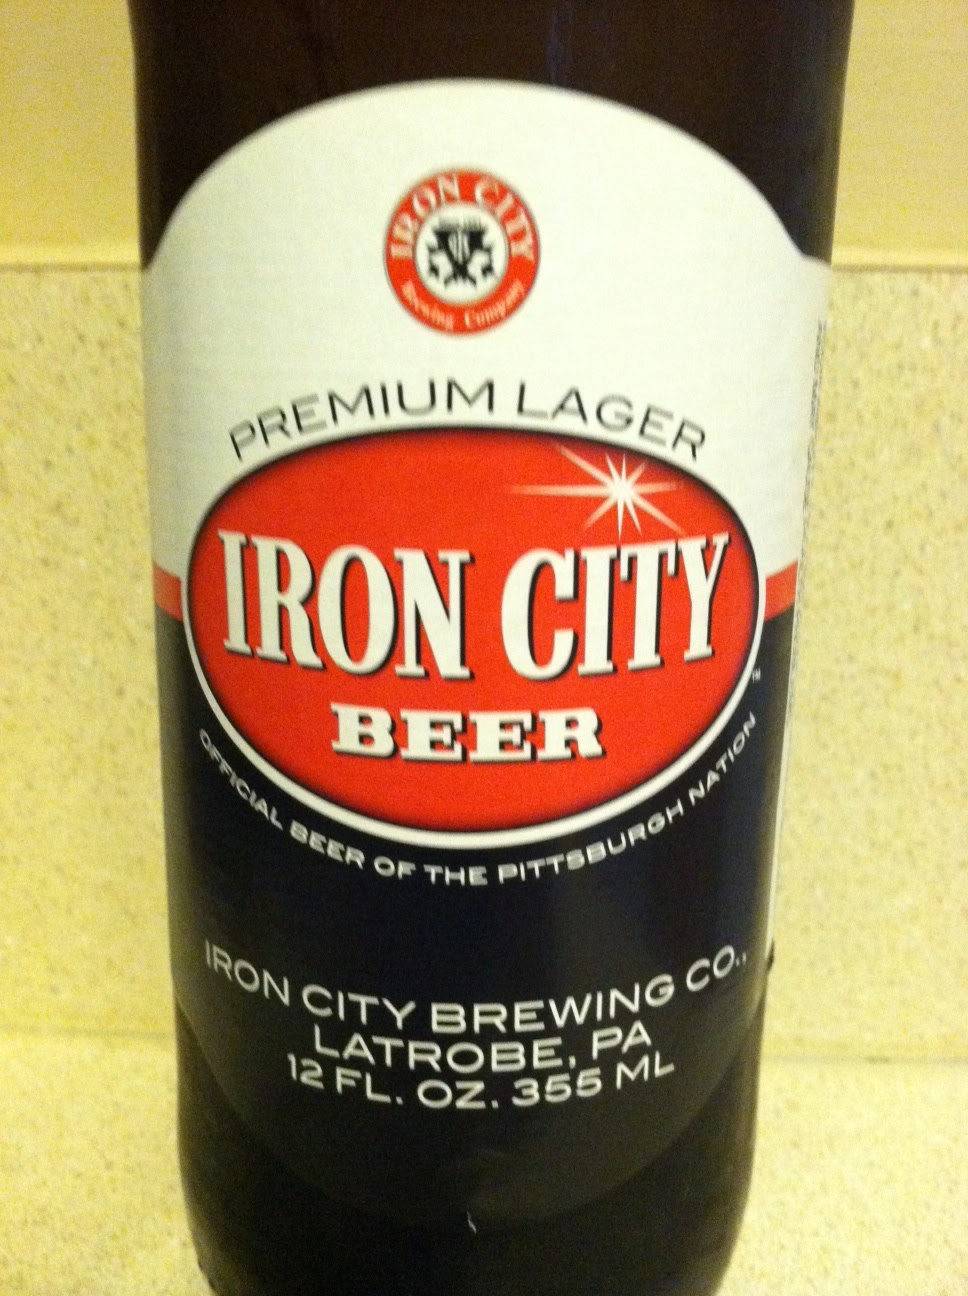 IRON CITY
Brewing Company
PREMIUM LAGER
IRON CITY
BEER
TM
OFFICIAL BEER OF THE PITTSBURGH NATION
IRON CITY BREWING CO.,
LATROBE, PA
12 FL. OZ. 355 ML